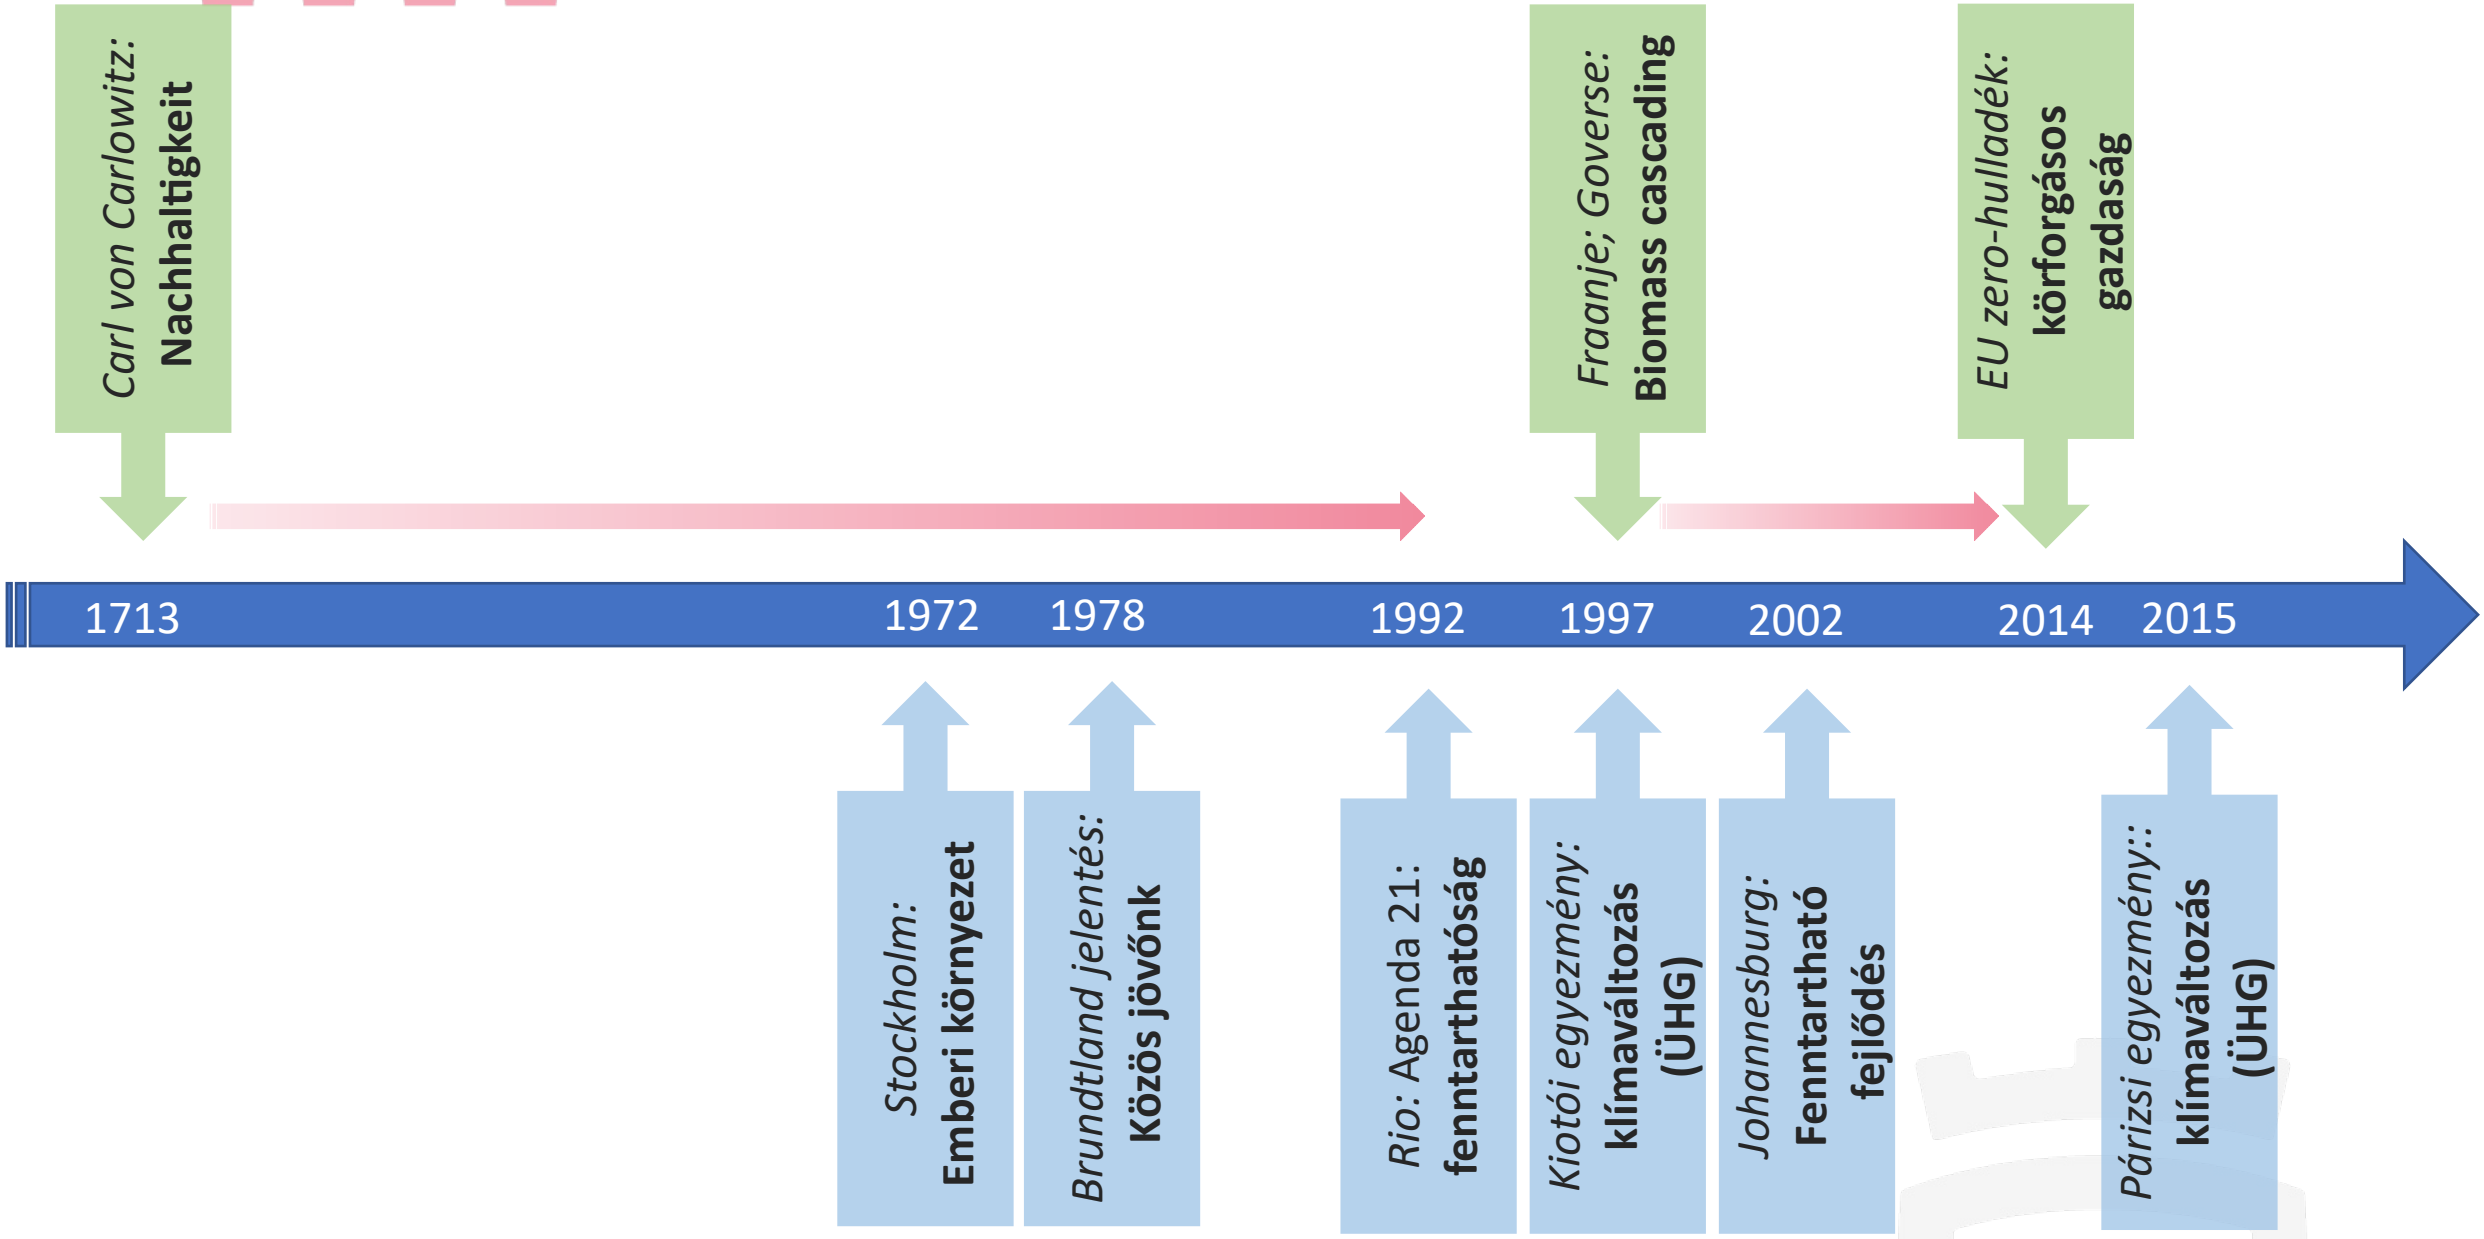 Carl von Carlowitz:
Nachhaltigkeit
Fraanje; Goverse:
Biomass cascading
EU zero-hulladék:
körforgásos
gazdaság
1713
1972
1978
1992
1997
2002
2014
2015
Stockholm:
Emberi környezet
Brundtland jelentés:
Közös jövőnk
Rio: Agenda 21:
fenntarthatóság
Kiotói egyezmény:
klímaváltozás
(ÜHG)
Johannesburg:
Fenntartható
fejlődés
Párizsi egyezmény::
klímaváltozás
(ÜHG)